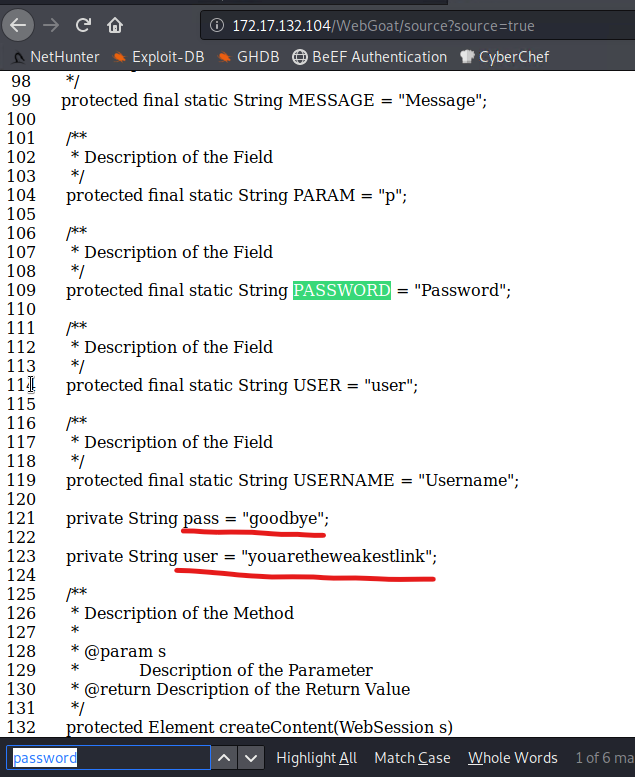 172.17.132.104/WebGoat/source?source=true
NetHunter Exploit-DB GHDB BeEF Authentication CyberChef
98 */
99 protected final static String MESSAGE = "Message";
100
101 /**
102 * Description of the Field
103 */
104 protected final static String PARAM = "p";
105
106 /**
107 * Description of the Field
108 */
109 protected final static String PASSWORD = "Password";
110
111 /**
112 * Description of the Field
113 */
114 protected final static String USER = "user";
115
116 /**
117 * Description of the Field
118 */
119 protected final static String USERNAME = "Username";
120
121 private String pass = "goodbye";
122
123 private String user = "youaretheweakestlink";
124
125 /**
126 * Description of the Method
127 *
128 * @param s
129 * Description of the Parameter
130 * @return Description of the Return Value
131 */
132 protected Element createContent(WebSession s)
password Highlight All Match Case Whole Words 1 of 6 ma